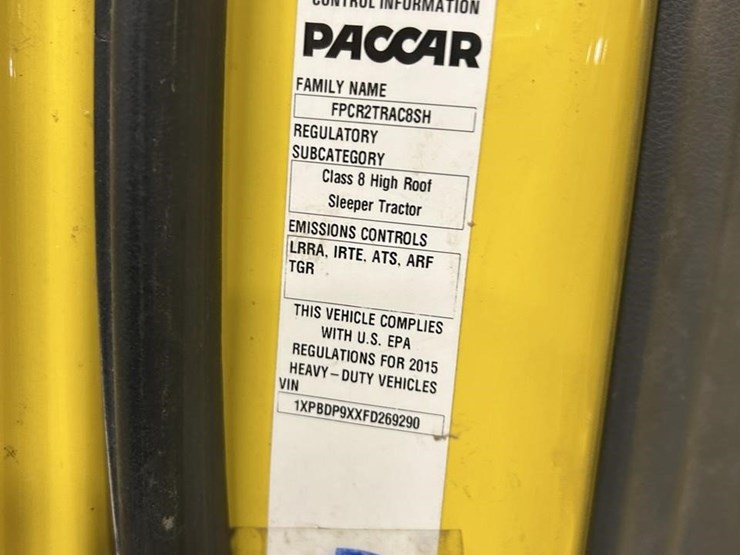 CONTROL INFORMATION
PACCAR
FAMILY NAME
FPCR2TRAC8SH
REGULATORY
SUBCATEGORY
Class 8 High Roof
Sleeper Tractor
EMISSIONS CONTROLS
LRRA, IRTE, ATS, ARF
TGR
THIS VEHICLE COMPLIES
WITH U.S. EPA
REGULATIONS FOR 2015
HEAVY-DUTY VEHICLES
VIN
1XPBDP9XXFD269290